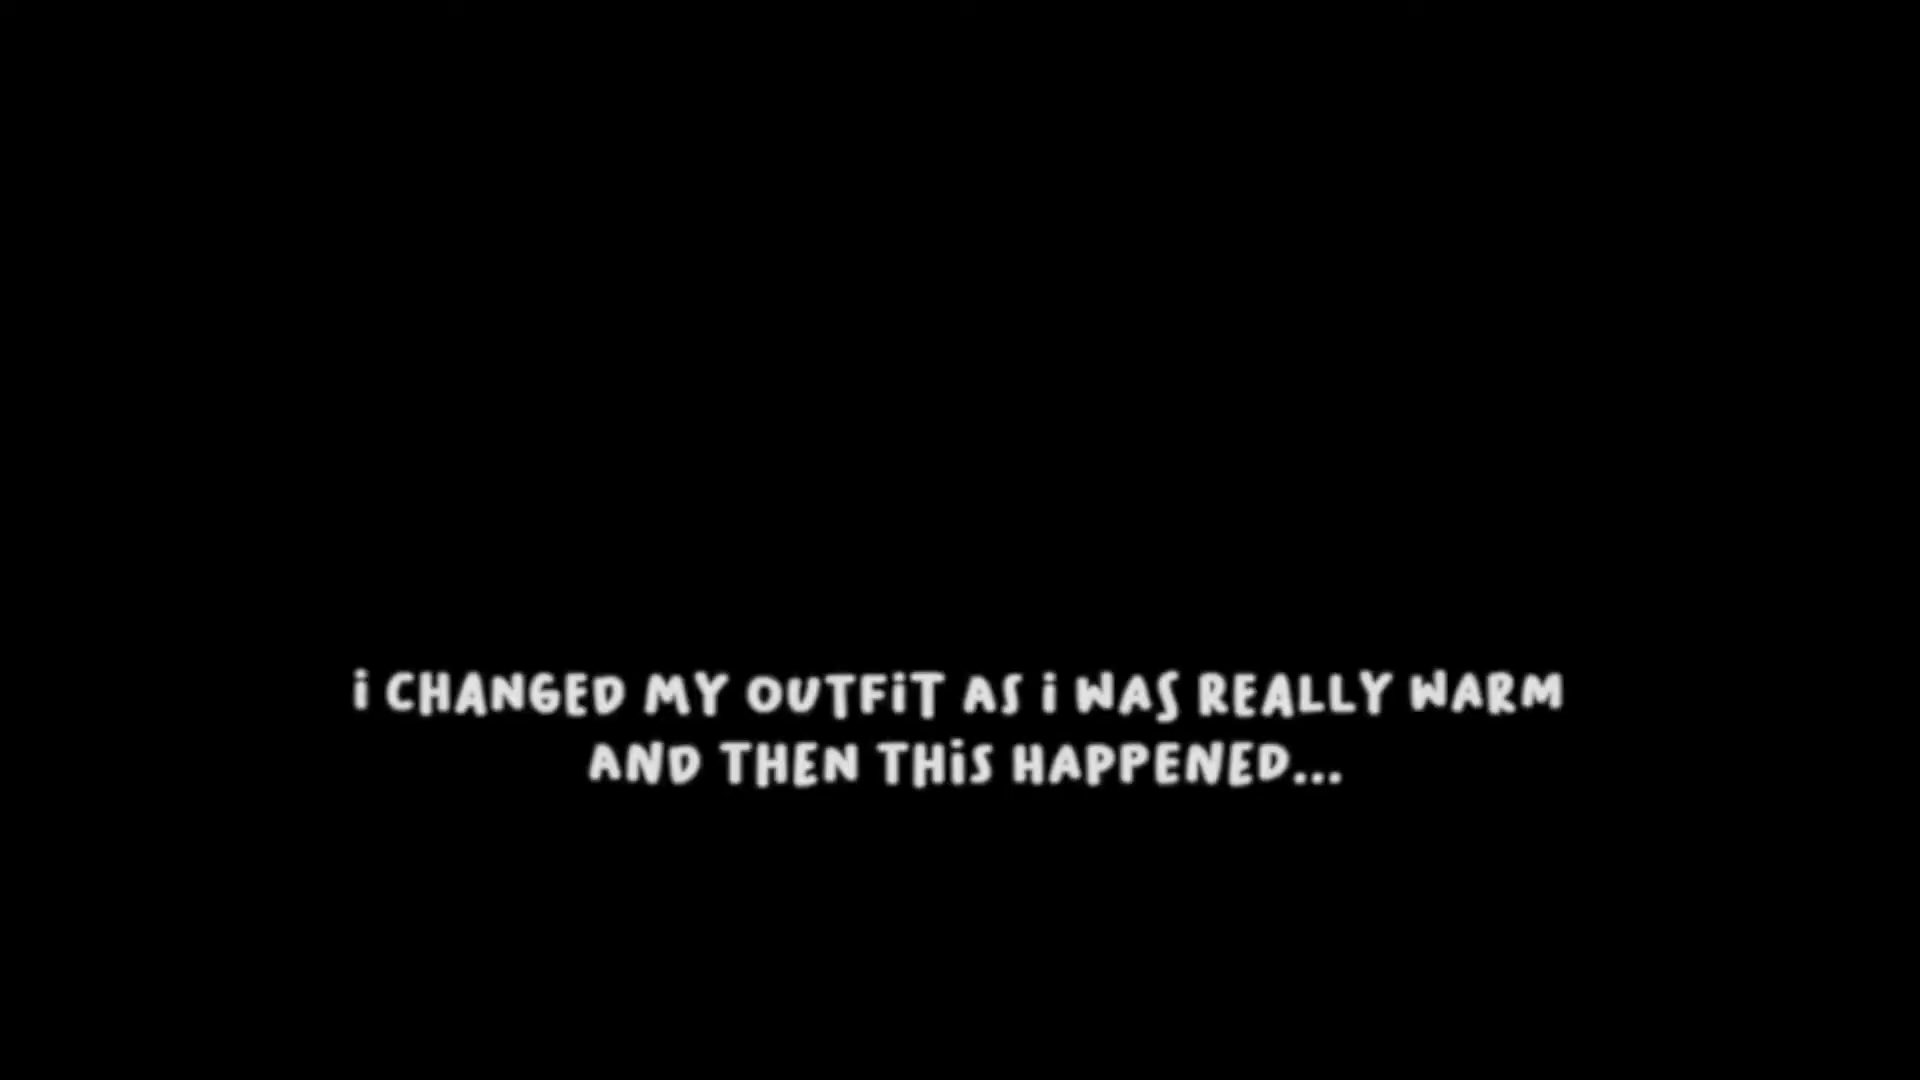 i CHANGED MY OUTFiT AS i WAS REALLY WARM
AND THEN THiS HAPPENED...